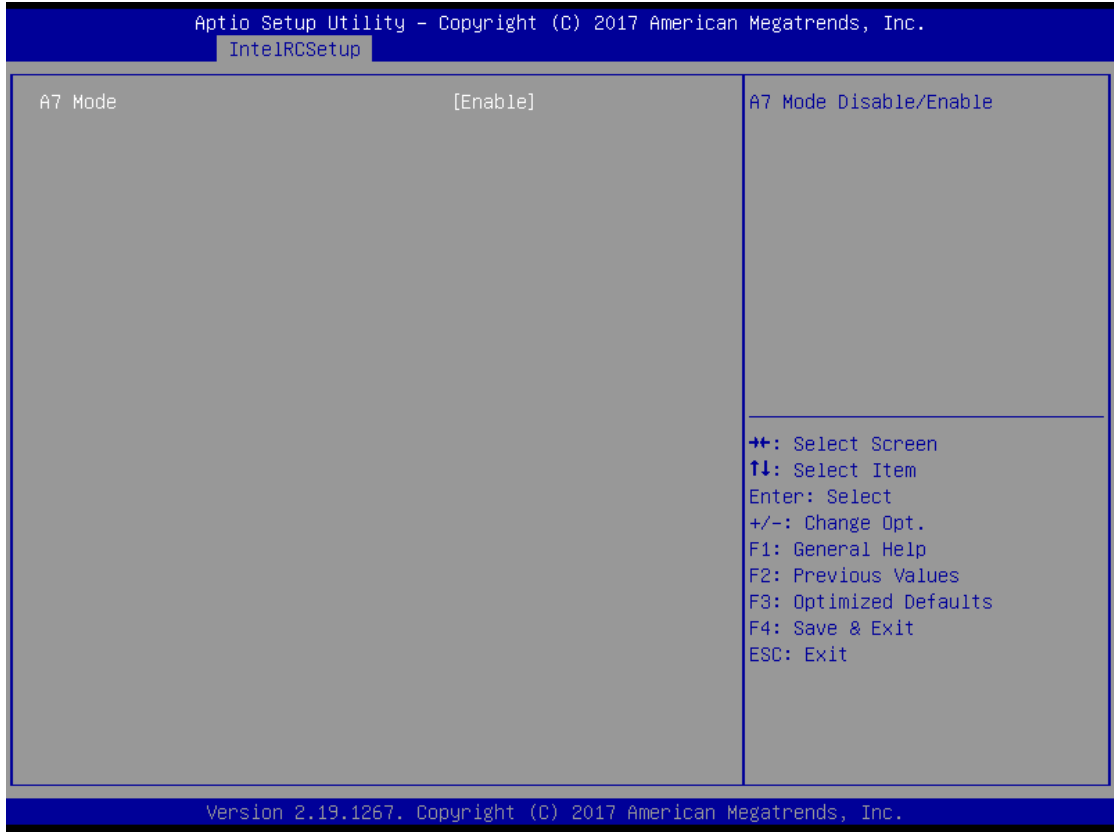 Aptio Setup Utility – Copyright (C) 2017 American Megatrends, Inc.
IntelRCSetup
A7 Mode [Enable]
A7 Mode Disable/Enable
→←: Select Screen
↑↓: Select Item
Enter: Select
+/-: Change Opt.
F1: General Help
F2: Previous Values
F3: Optimized Defaults
F4: Save & Exit
ESC: Exit
Version 2.19.1267. Copyright (C) 2017 American Megatrends, Inc.